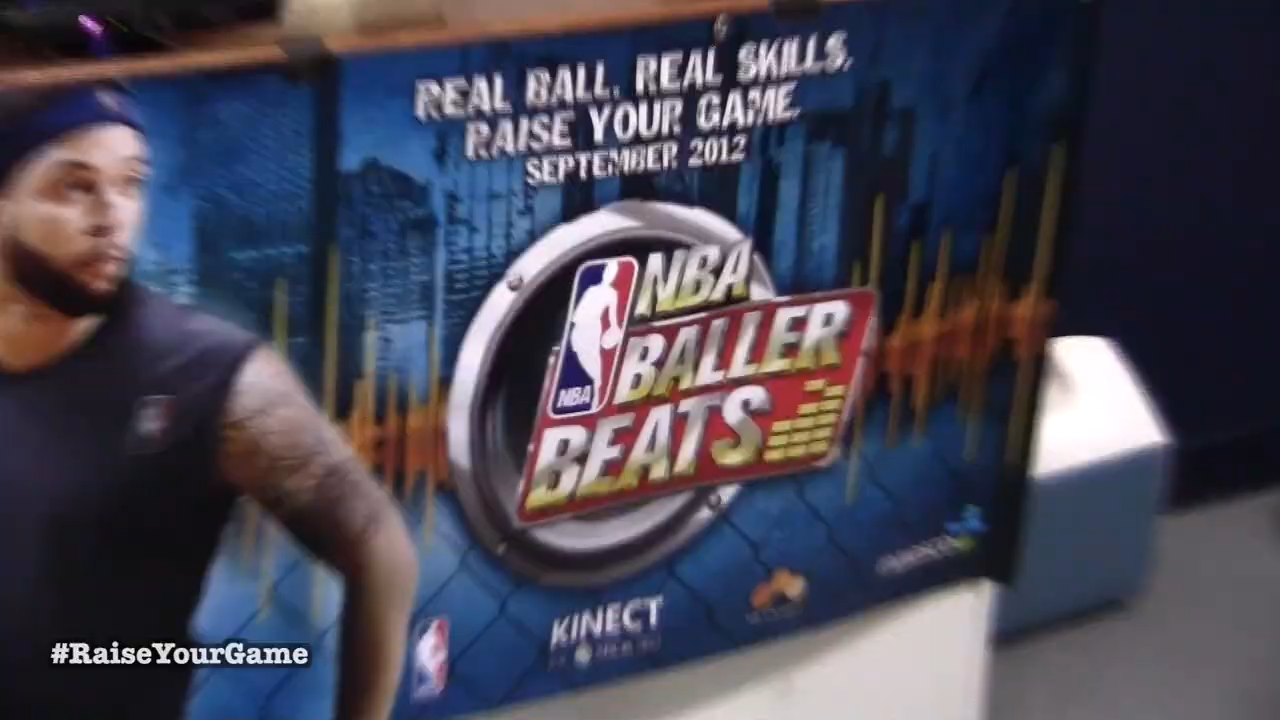 REAL BALL. REAL SKILLS.
RAISE YOUR GAME.
SEPTEMBER 2012
NBA
BALLER
BEATS
NBA
KINECT
#RaiseYourGame